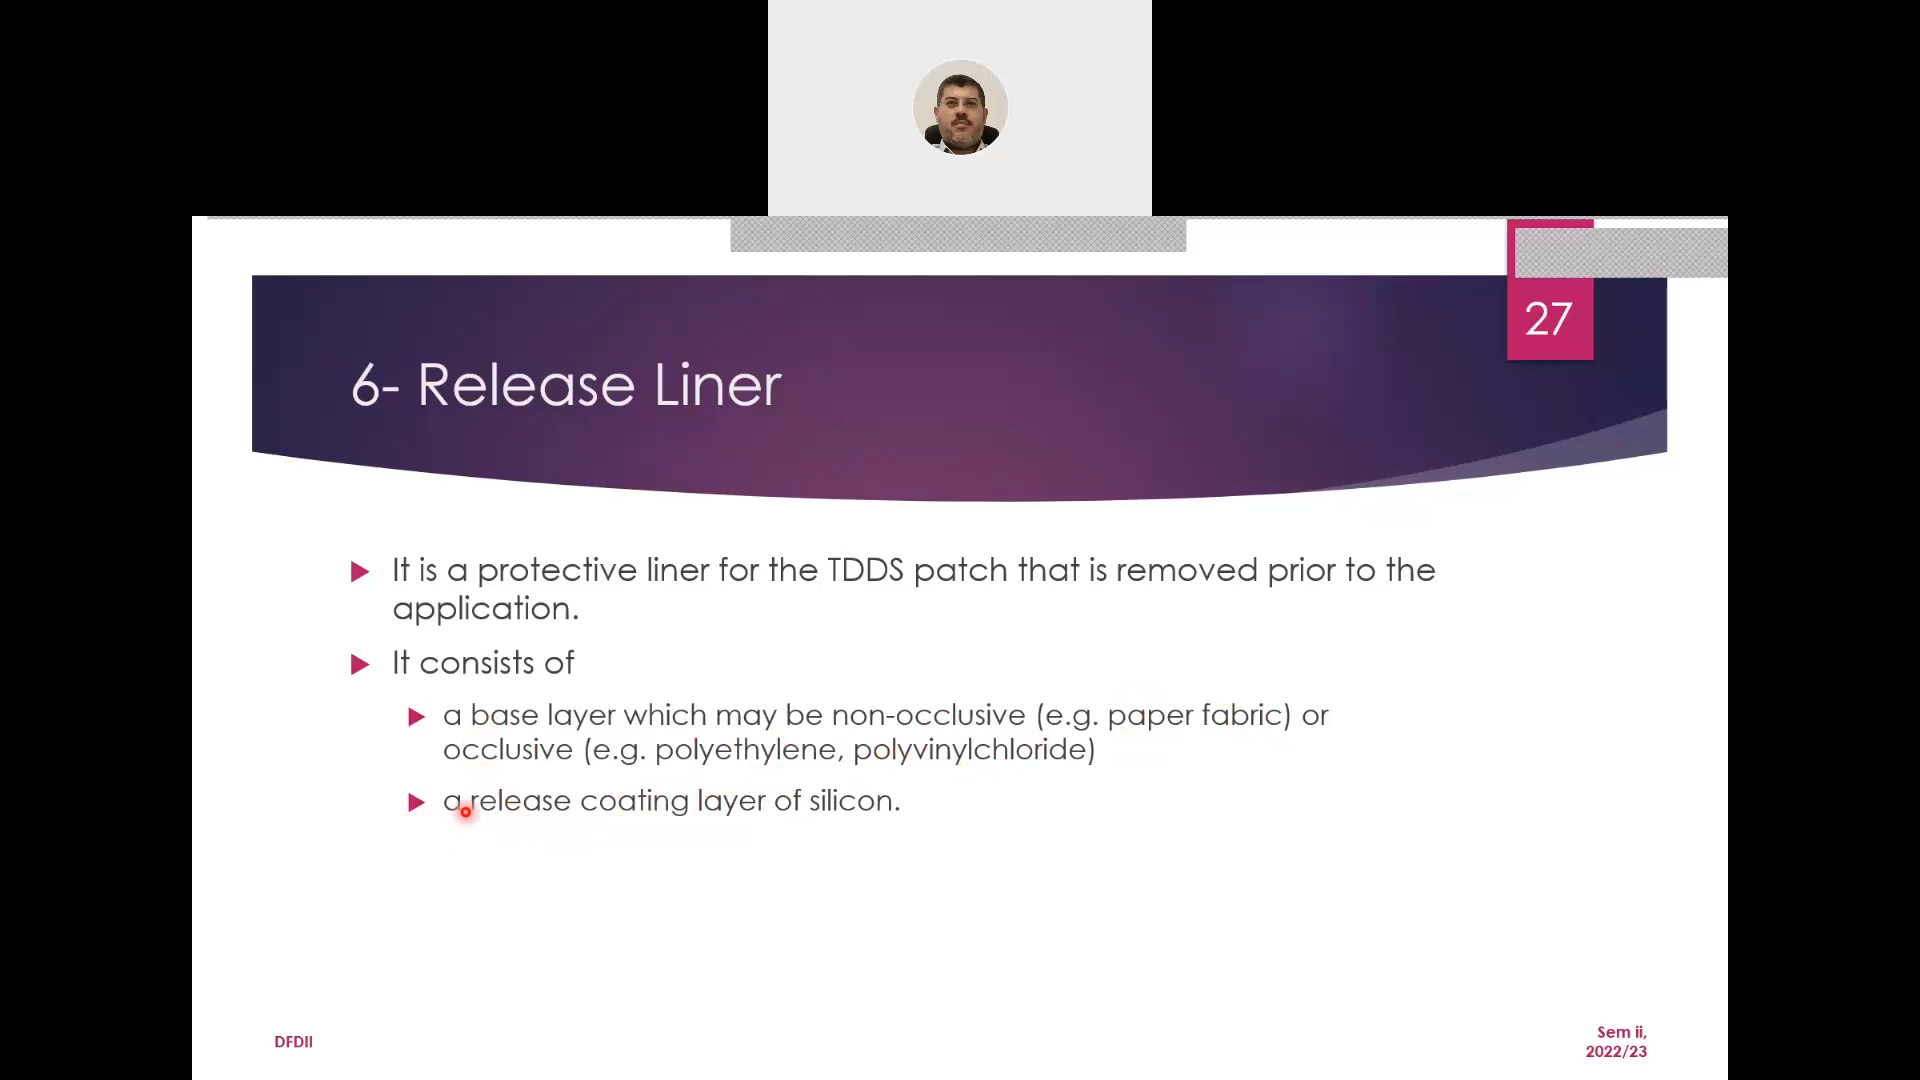 27
6- Release Liner
It is a protective liner for the TDDS patch that is removed prior to the
application.
It consists of
a base layer which may be non-occlusive (e.g. paper fabric) or
occlusive (e.g. polyethylene, polyvinylchloride)
a release coating layer of silicon.
DFDII
Sem ii,
2022/23